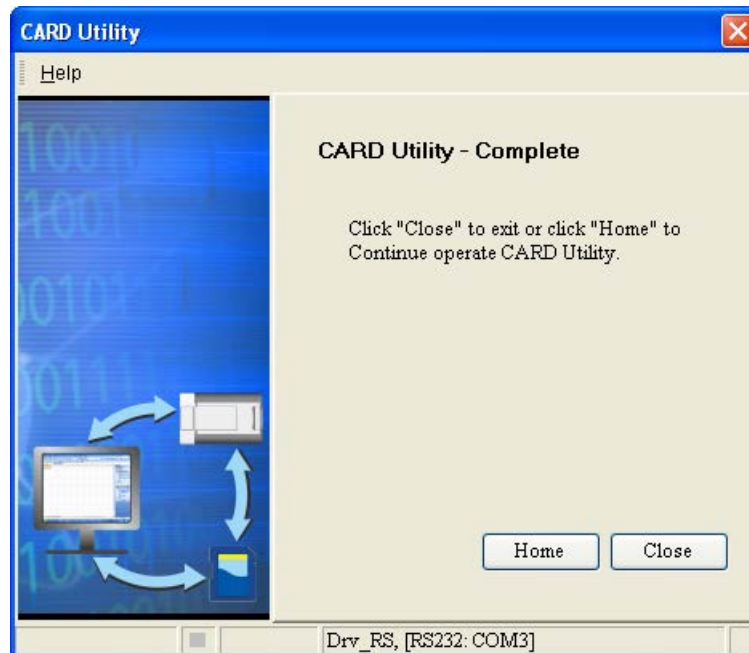 CARD Utility
Help
CARD Utility - Complete
Click "Close" to exit or click "Home" to
Continue operate CARD Utility.
Home
Close
Drv_RS, [RS232: COM3]